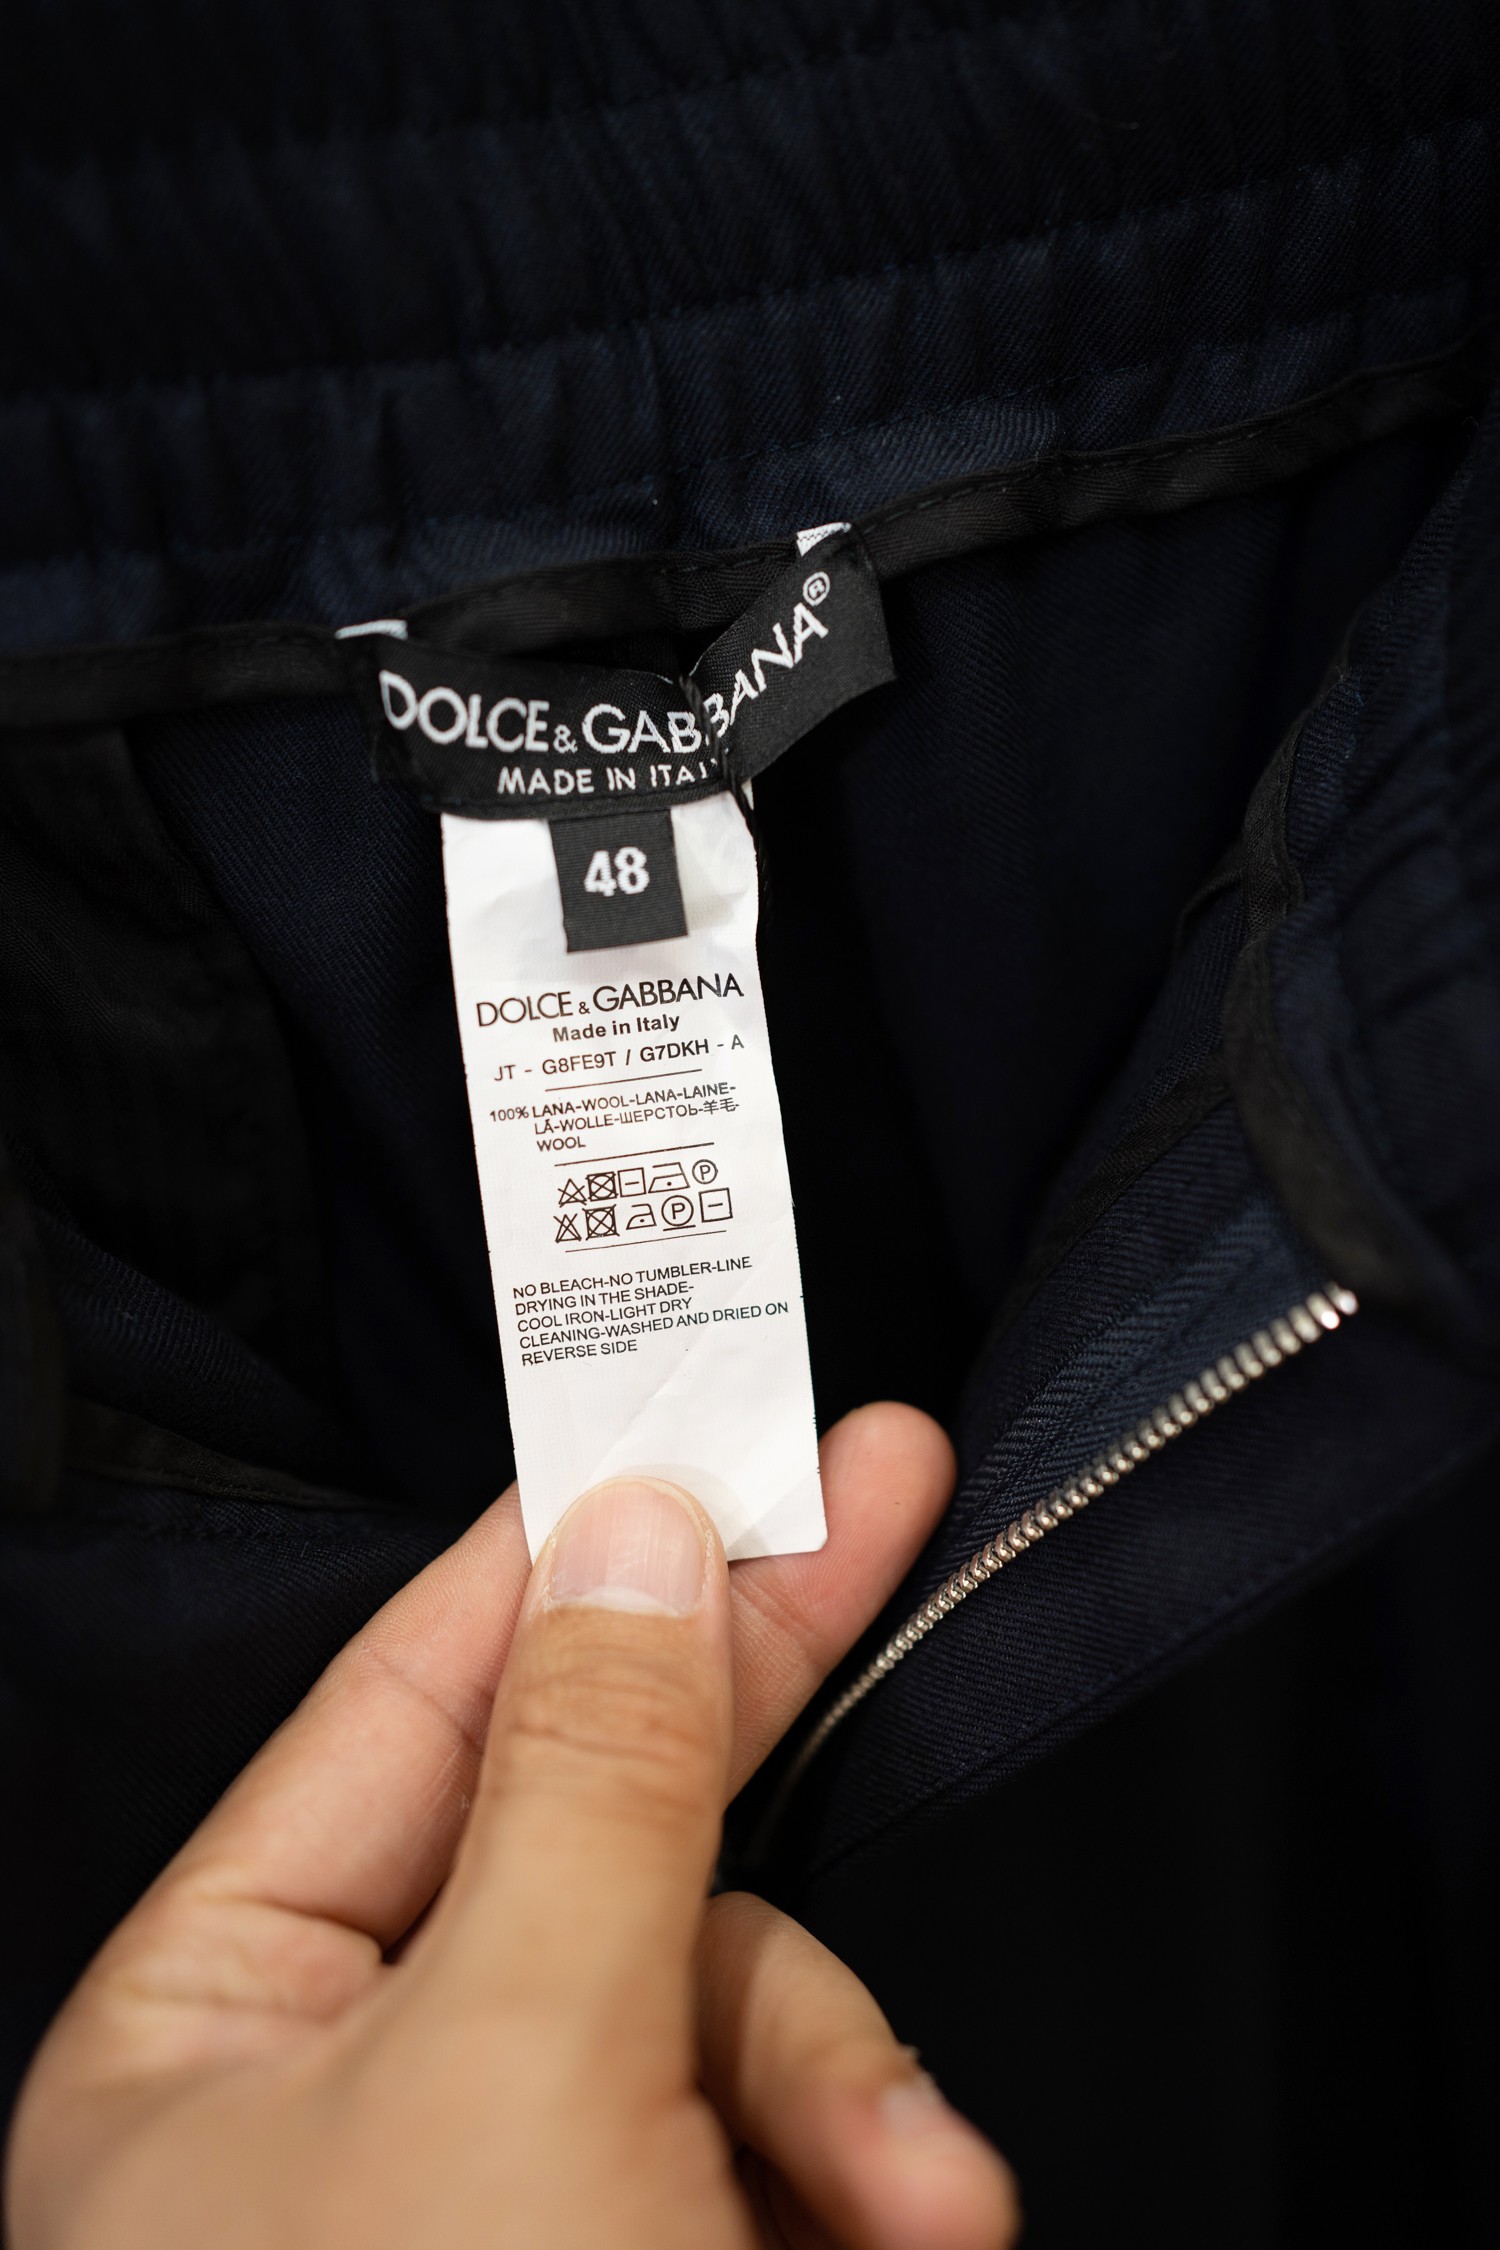 DOLCE & GABBANA®
MADE IN ITALY
48
DOLCE & GABBANA
Made in Italy
JT - G8FE9T / G7DKH - A
100% LANA-WOOL-LANA-LAINE-
LÃ-WOLLE-ШЕРСТОЬ-羊毛-
WOOL
P
P
NO BLEACH-NO TUMBLER-LINE
DRYING IN THE SHADE-
COOL IRON-LIGHT DRY
CLEANING-WASHED AND DRIED ON
REVERSE SIDE